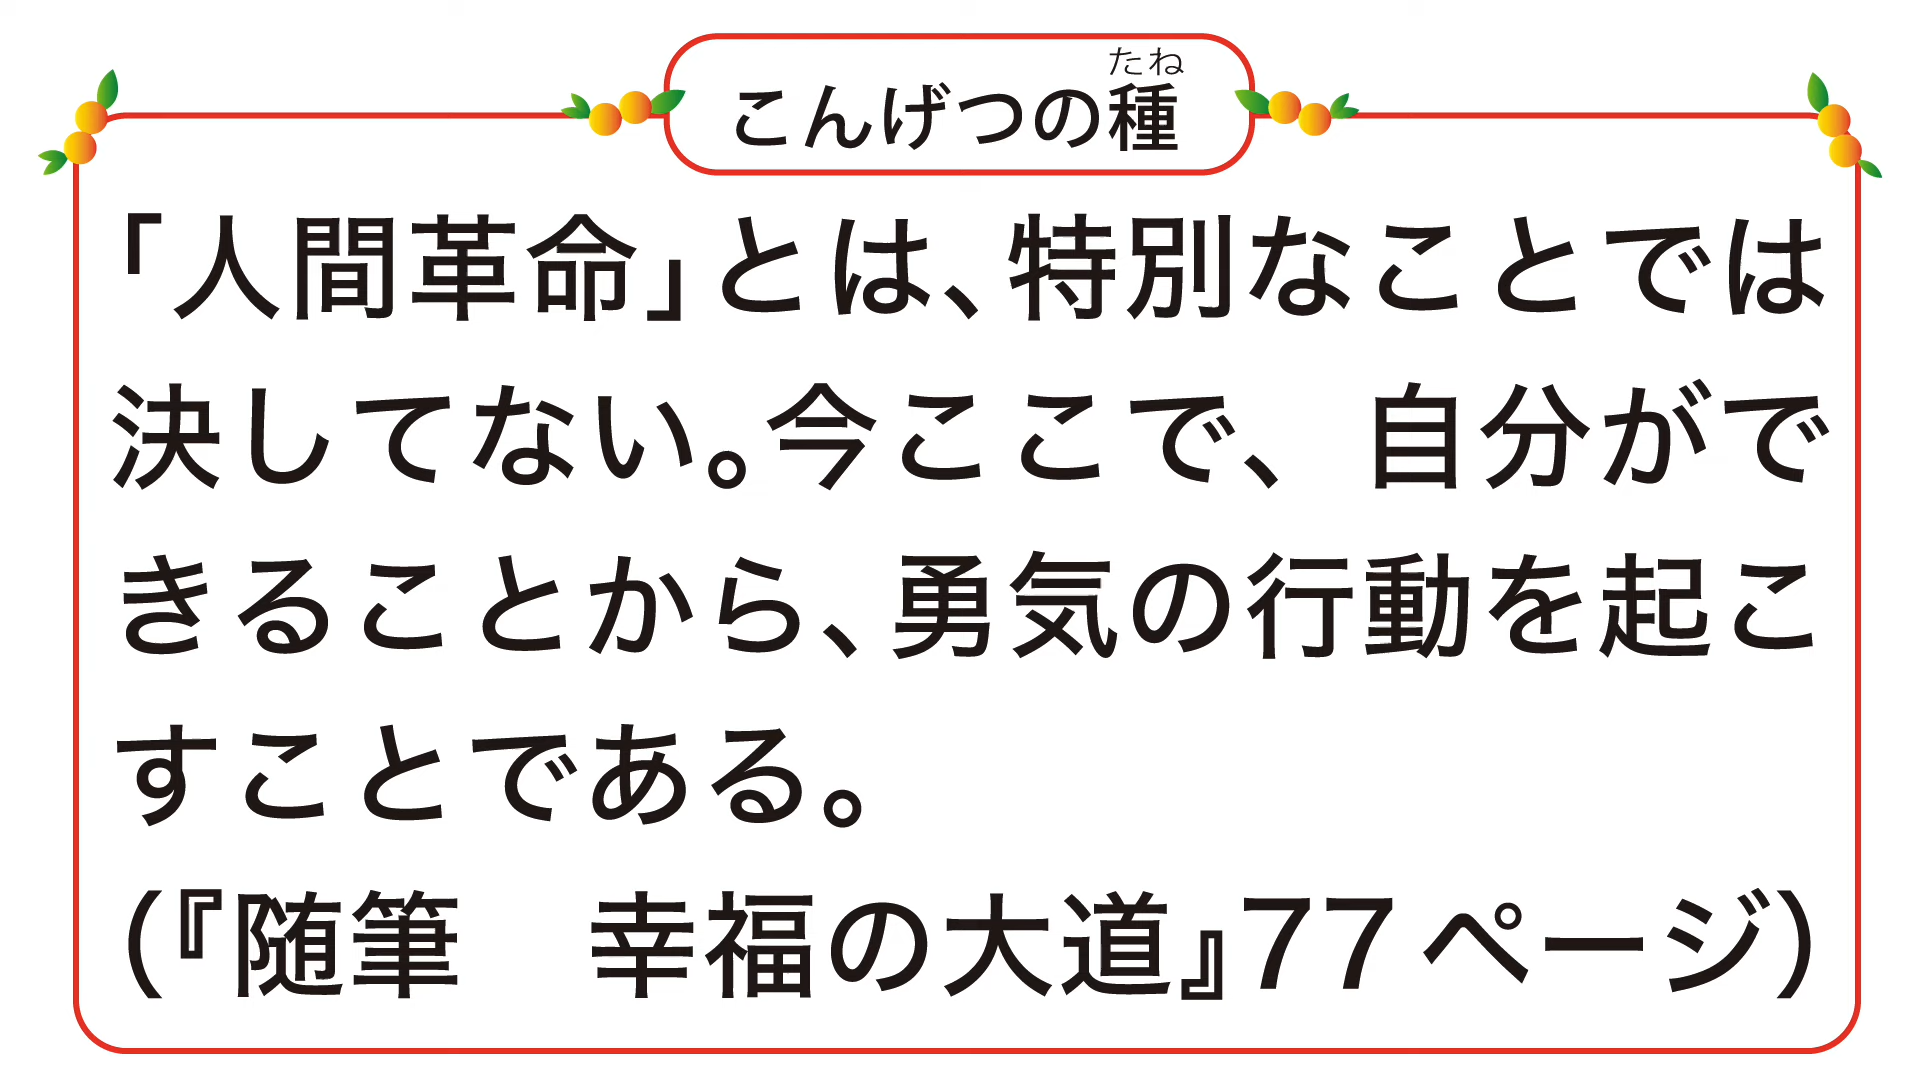 たね
こんげつの種
「人間革命」とは、特別なことでは
決してない。今ここで、自分がで
きることから、勇気の行動を起こ
すことである。
(『随筆　幸福の大道』77ページ)